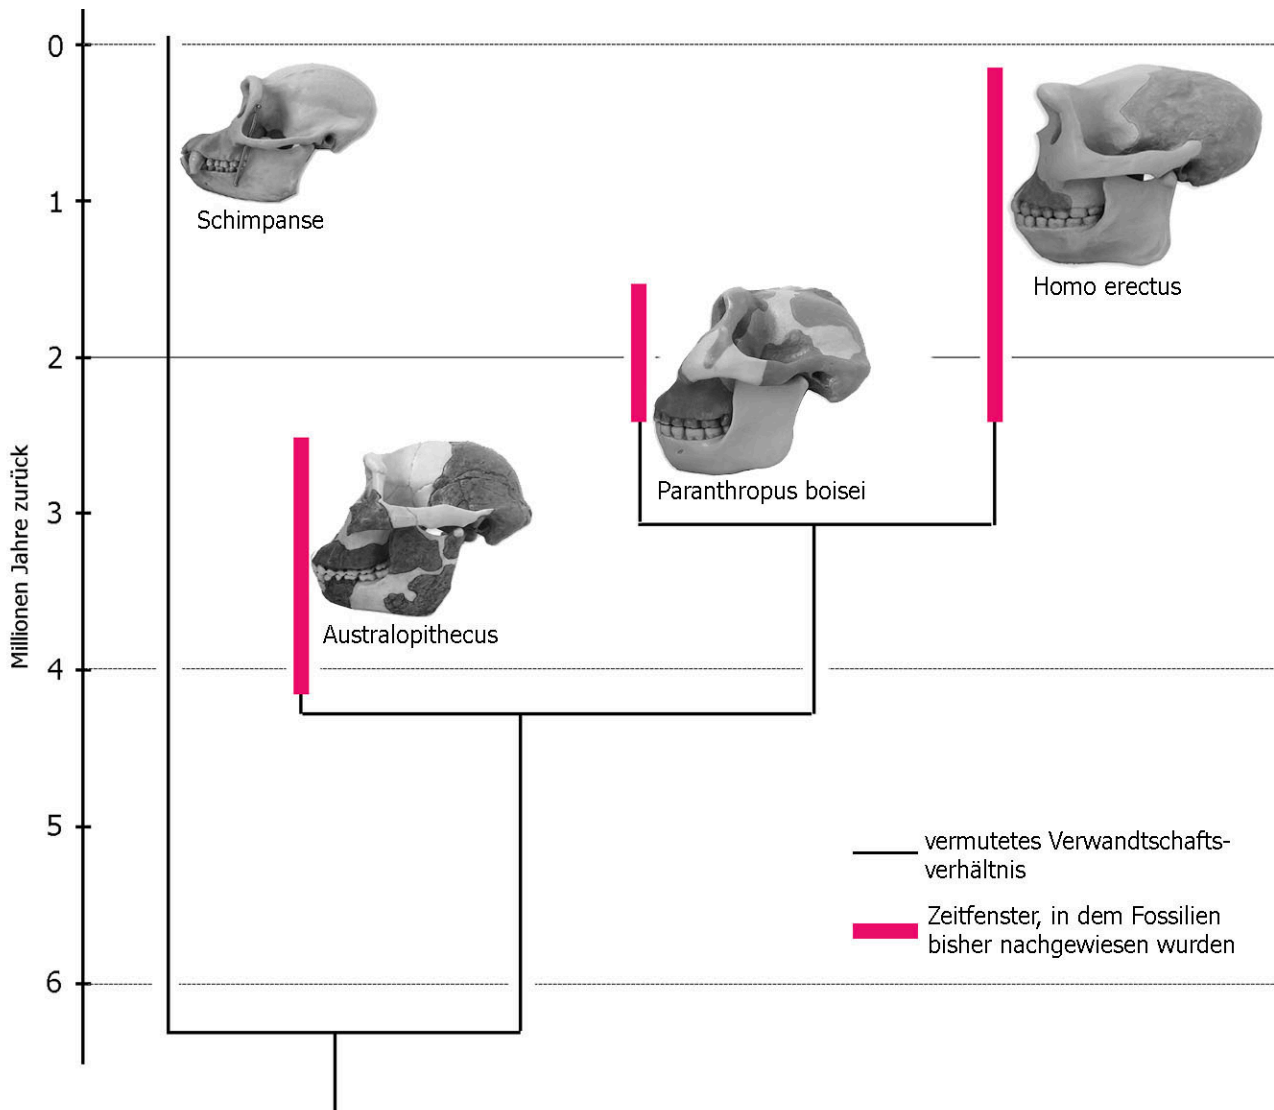 0
Schimpanse
1
Homo erectus
2
Paranthropus boisei
3
Australopithecus
Millionen Jahre zurück
4
5
vermutetes Verwandtschafts-
verhältnis
Zeitfenster, in dem Fossilien
bisher nachgewiesen wurden
6